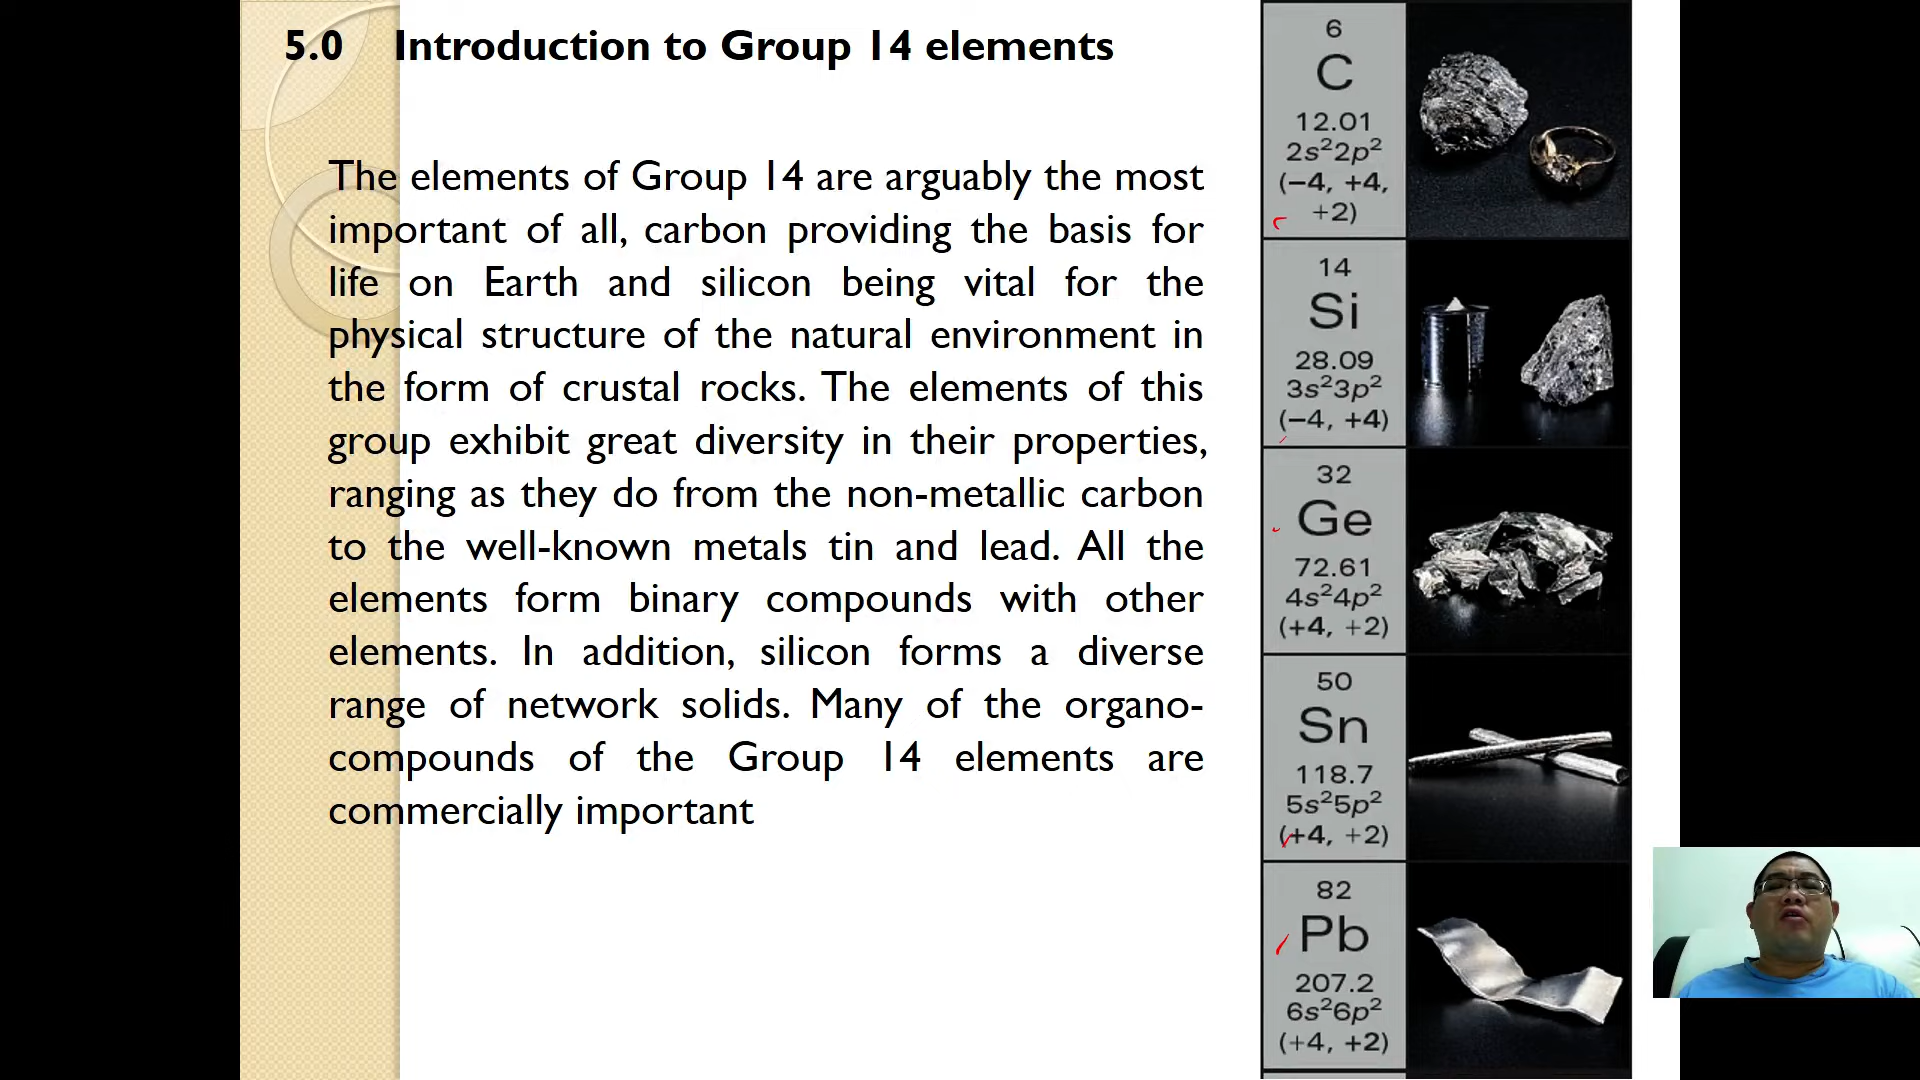 5.0 Introduction to Group 14 elements
The elements of Group 14 are arguably the most
important of all, carbon providing the basis for
life on Earth and silicon being vital for the
physical structure of the natural environment in
the form of crustal rocks. The elements of this
group exhibit great diversity in their properties,
ranging as they do from the non-metallic carbon
to the well-known metals tin and lead. All the
elements form binary compounds with other
elements. In addition, silicon forms a diverse
range of network solids. Many of the organo-
compounds of the Group 14 elements are
commercially important
6
C
12.01
2s²2p²
(−4, +4,
+2)
14
Si
28.09
3s²3p²
(−4, +4)
32
Ge
72.61
4s²4p²
(+4, +2)
50
Sn
118.7
5s²5p²
(+4, +2)
82
Pb
207.2
6s²6p²
(+4, +2)